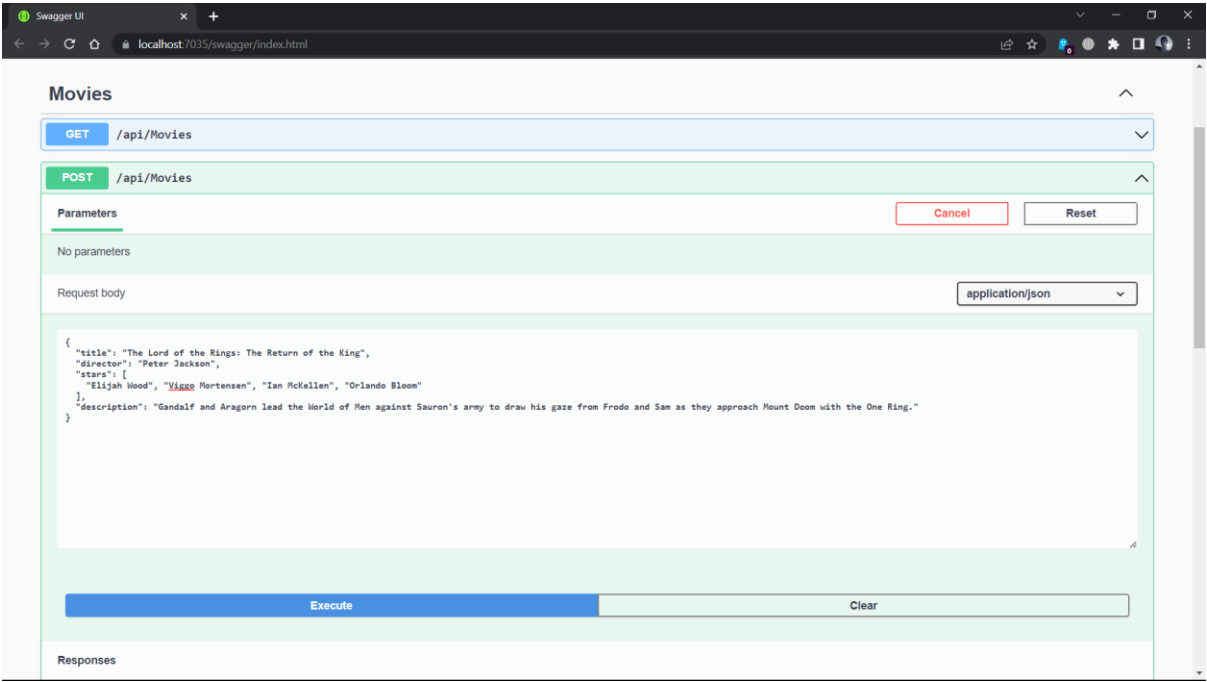 Swagger UI
localhost:7035/swagger/index.html
0
Movies
GET /api/Movies
POST /api/Movies
Parameters Cancel Reset
No parameters
Request body application/json
{
"title": "The Lord of the Rings: The Return of the King",
"director": "Peter Jackson",
"stars": [
"Elijah Wood", "Viggo Mortensen", "Ian McKellen", "Orlando Bloom"
],
"description": "Gandalf and Aragorn lead the World of Men against Sauron's army to draw his gaze from Frodo and Sam as they approach Mount Doom with the One Ring."
}
Execute Clear
Responses